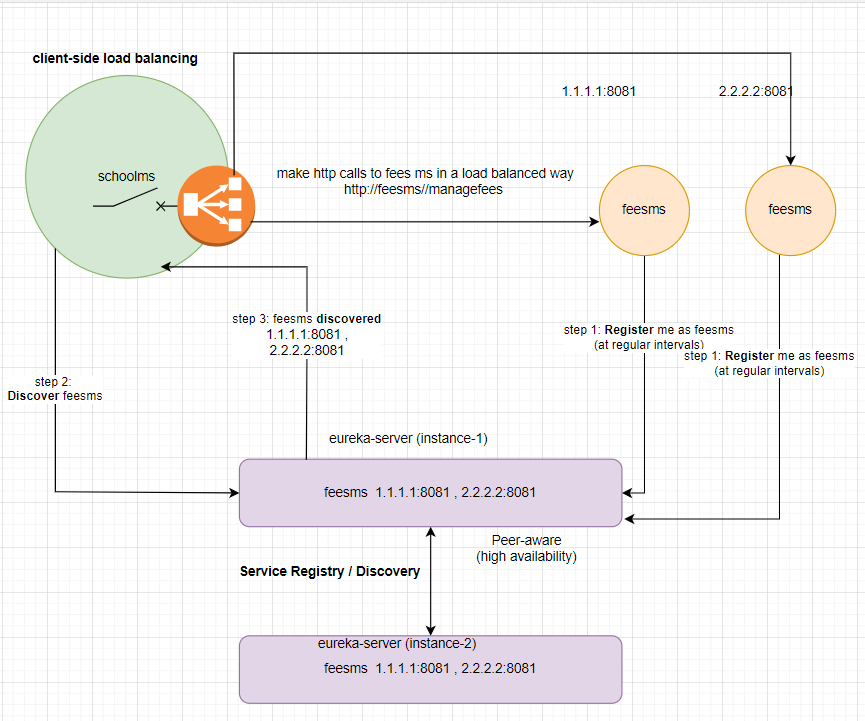 client-side load balancing
1.1.1.1:8081
2.2.2.2:8081
schoolms
make http calls to fees ms in a load balanced way
http://feesms//managefees
feesms
feesms
step 3: feesms discovered
1.1.1.1:8081 ,
2.2.2.2:8081
step 1: Register me as feesms
(at regular intervals)
step 1: Register me as feesms
(at regular intervals)
step 2:
Discover feesms
eureka-server (instance-1)
feesms 1.1.1.1:8081 , 2.2.2.2:8081
Peer-aware
(high availability)
Service Registry / Discovery
eureka-server (instance-2)
feesms 1.1.1.1:8081 , 2.2.2.2:8081